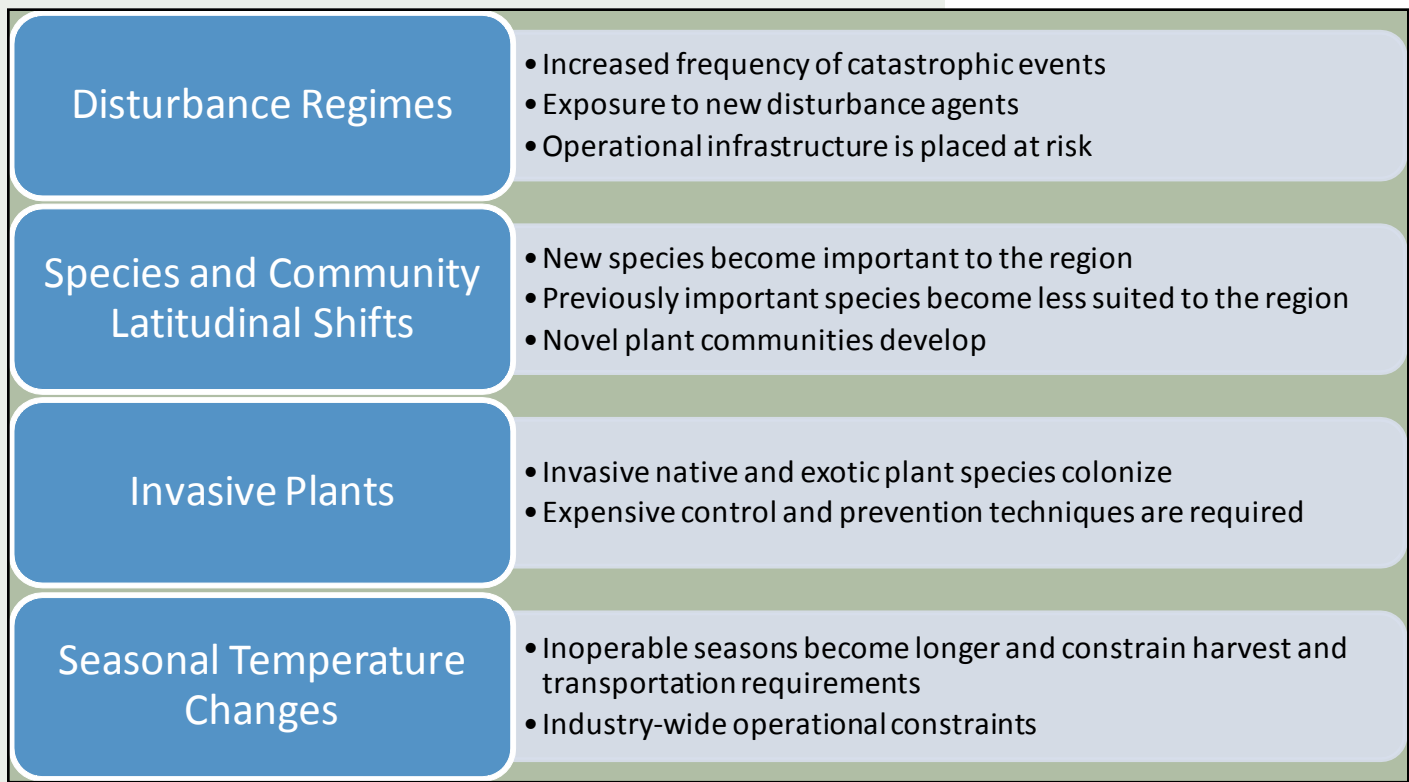 Disturbance Regimes
• Increased frequency of catastrophic events
• Exposure to new disturbance agents
• Operational infrastructure is placed at risk
Species and Community
Latitudinal Shifts
• New species become important to the region
• Previously important species become less suited to the region
• Novel plant communities develop
Invasive Plants
• Invasive native and exotic plant species colonize
• Expensive control and prevention techniques are required
Seasonal Temperature
Changes
• Inoperable seasons become longer and constrain harvest and
transportation requirements
• Industry-wide operational constraints